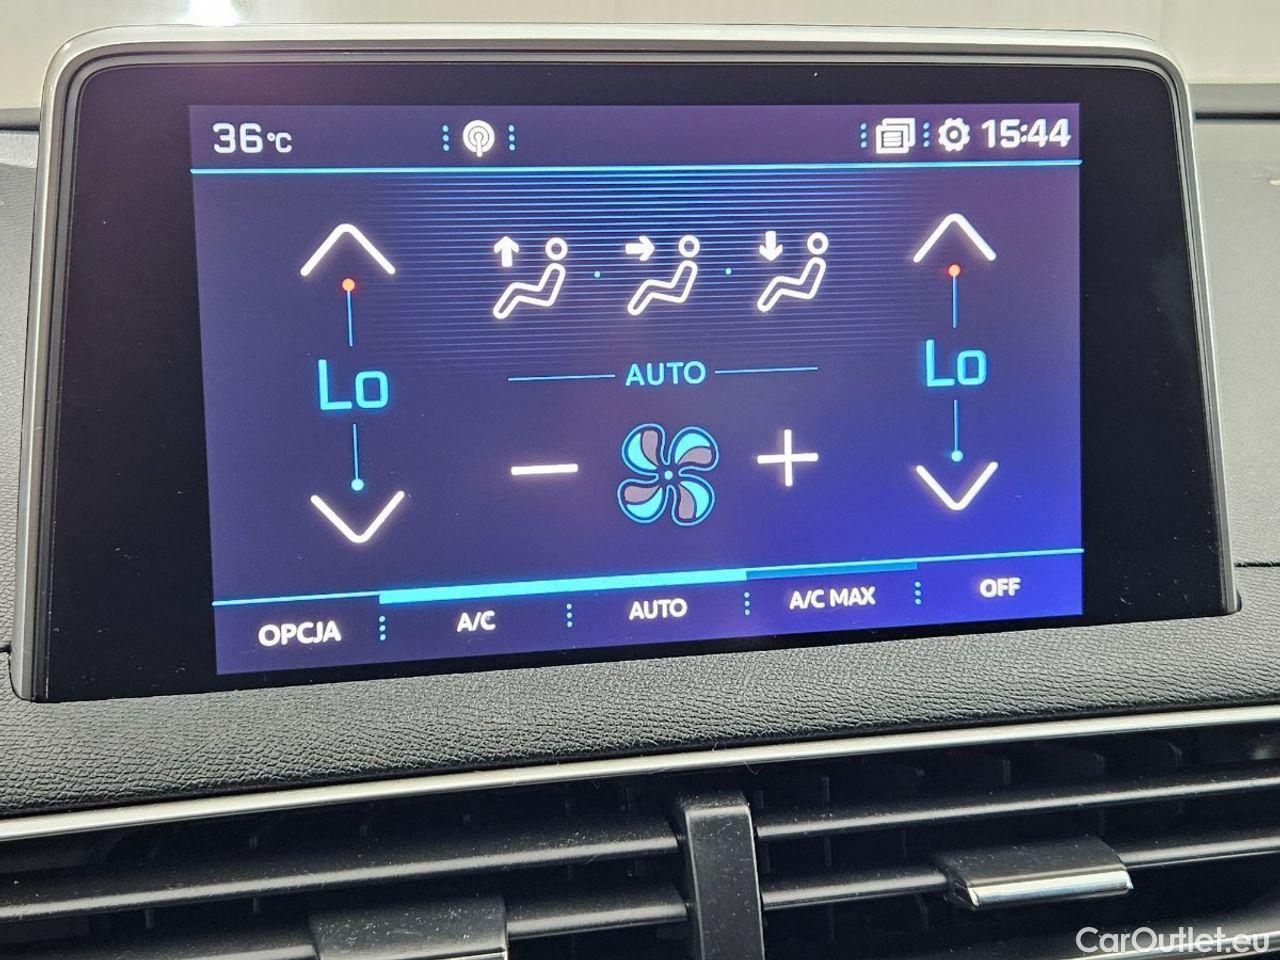 36°C 15:44
Lo Lo
AUTO
OPCJA A/C AUTO A/C MAX OFF
CarOutlet.eu